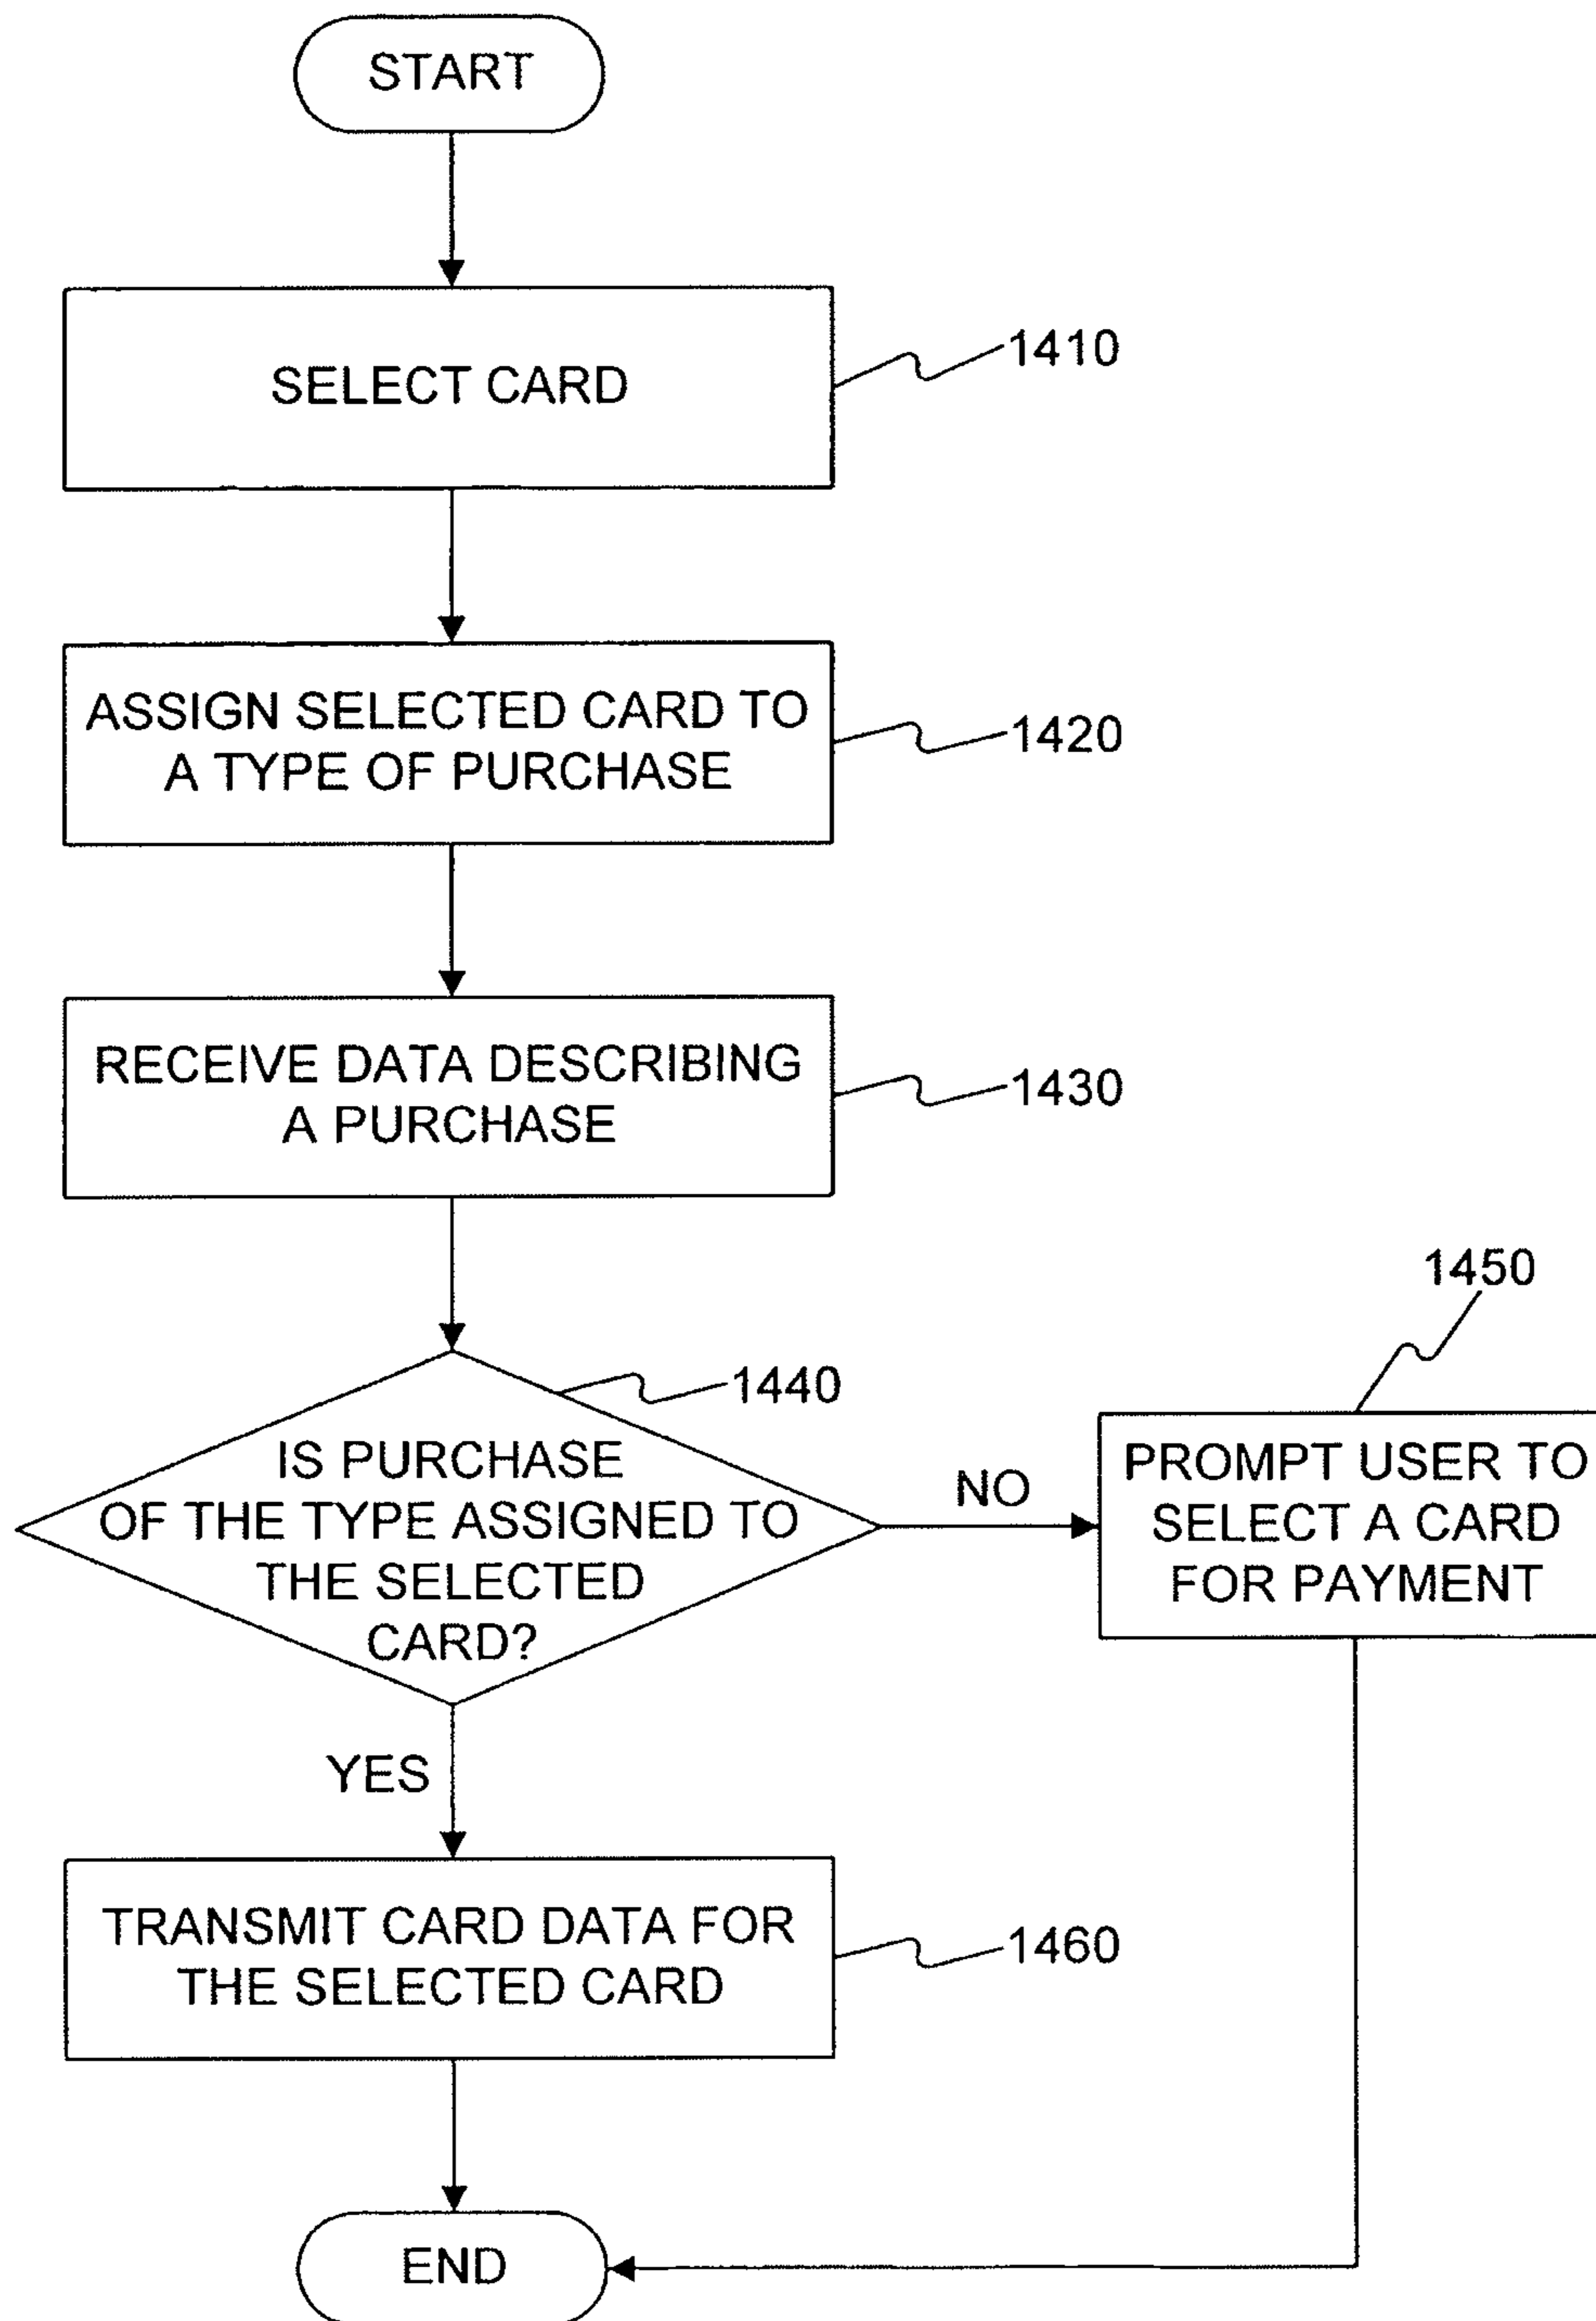 START
SELECT CARD
1410
ASSIGN SELECTED CARD TO
A TYPE OF PURCHASE
1420
RECEIVE DATA DESCRIBING
A PURCHASE
1430
IS PURCHASE
OF THE TYPE ASSIGNED TO
THE SELECTED
CARD?
1440
NO
1450
PROMPT USER TO
SELECT A CARD
FOR PAYMENT
YES
TRANSMIT CARD DATA FOR
THE SELECTED CARD
1460
END